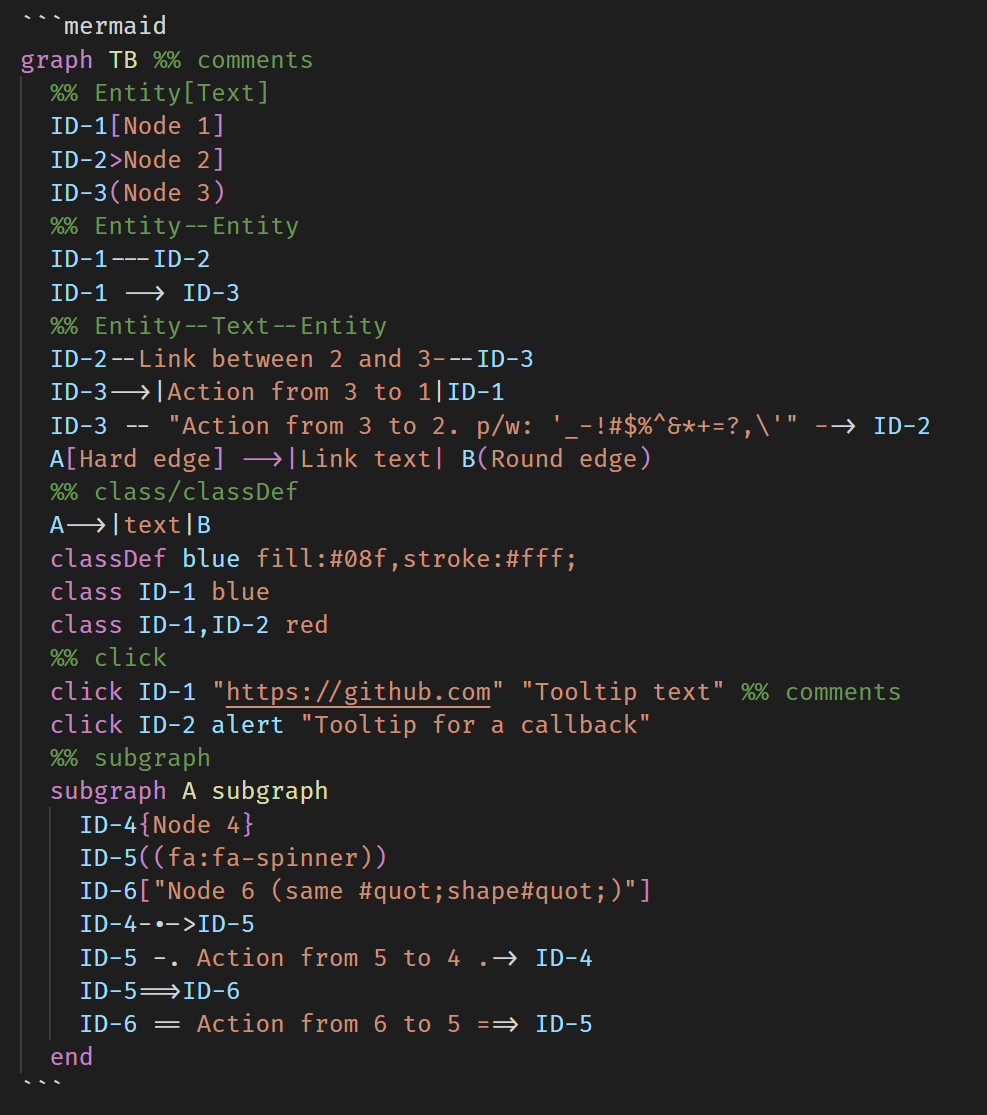 ```mermaid
graph TB %% comments
  %% Entity[Text]
  ID-1[Node 1]
  ID-2>Node 2]
  ID-3(Node 3)
  %% Entity--Entity
  ID-1---ID-2
  ID-1 --> ID-3
  %% Entity--Text--Entity
  ID-2--Link between 2 and 3---ID-3
  ID-3-->|Action from 3 to 1|ID-1
  ID-3 -- "Action from 3 to 2. p/w: '_-!#$%^&*+=?,\'" --> ID-2
  A[Hard edge] -->|Link text| B(Round edge)
  %% class/classDef
  A-->|text|B
  classDef blue fill:#08f,stroke:#fff;
  class ID-1 blue
  class ID-1,ID-2 red
  %% click
  click ID-1 "https://github.com" "Tooltip text" %% comments
  click ID-2 alert "Tooltip for a callback"
  %% subgraph
  subgraph A subgraph
    ID-4{Node 4}
    ID-5((fa:fa-spinner))
    ID-6["Node 6 (same #quot;shape#quot;)"]
    ID-4-.->ID-5
    ID-5 -. Action from 5 to 4 .-> ID-4
    ID-5==>ID-6
    ID-6 == Action from 6 to 5 ==> ID-5
  end
```